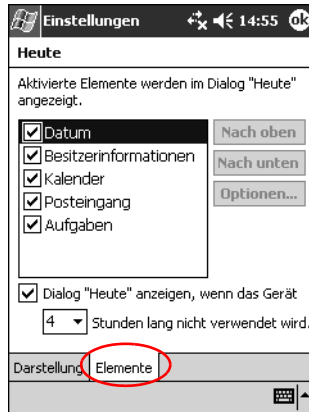 Einstellungen 14:55 ok
Heute
Aktivierte Elemente werden im Dialog "Heute"
angezeigt.
Datum
Besitzerinformationen
Kalender
Posteingang
Aufgaben
Nach oben
Nach unten
Optionen...
Dialog "Heute" anzeigen, wenn das Gerät
4 Stunden lang nicht verwendet wird.
Darstellung Elemente